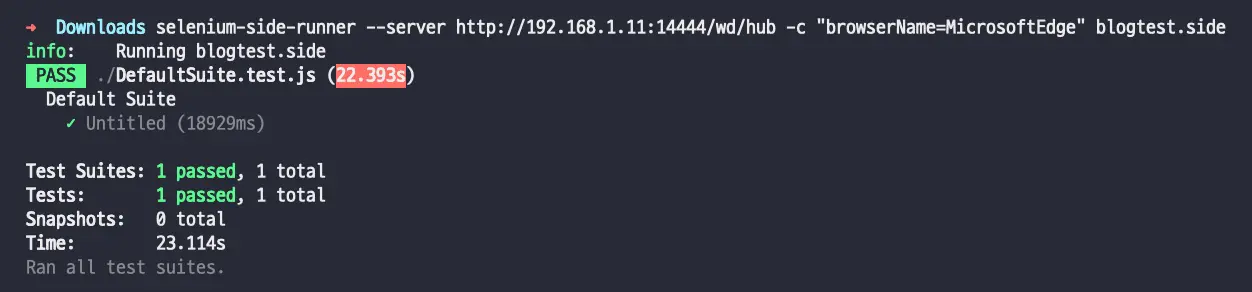 ➜ Downloads selenium-side-runner --server http://192.168.1.11:14444/wd/hub -c "browserName=MicrosoftEdge" blogtest.side
info: Running blogtest.side
PASS ./DefaultSuite.test.js (22.393s)
Default Suite
✓ Untitled (18929ms)
Test Suites: 1 passed, 1 total
Tests: 1 passed, 1 total
Snapshots: 0 total
Time: 23.114s
Ran all test suites.